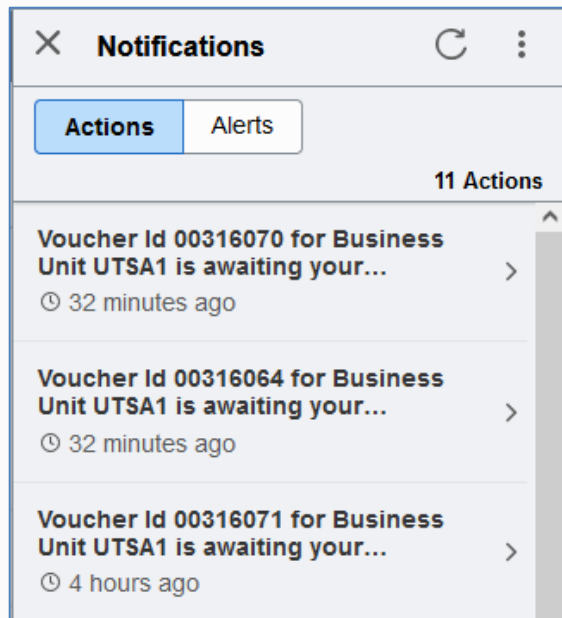 Notifications
Actions Alerts
11 Actions
Voucher Id 00316070 for Business
Unit UTSA1 is awaiting your...
32 minutes ago
Voucher Id 00316064 for Business
Unit UTSA1 is awaiting your...
32 minutes ago
Voucher Id 00316071 for Business
Unit UTSA1 is awaiting your...
4 hours ago